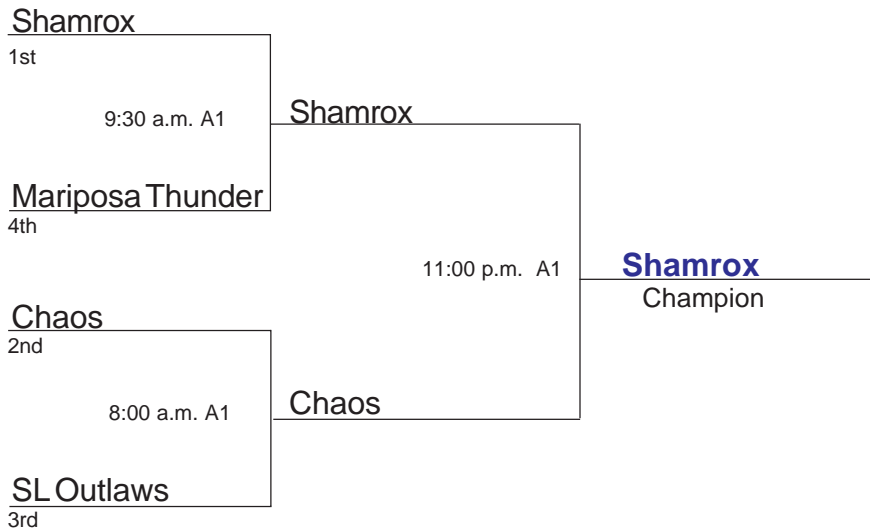 Shamrox
1st
9:30 a.m. A1
Shamrox
Mariposa Thunder
4th
11:00 p.m. A1
Shamrox
Champion
Chaos
2nd
8:00 a.m. A1
Chaos
SL Outlaws
3rd